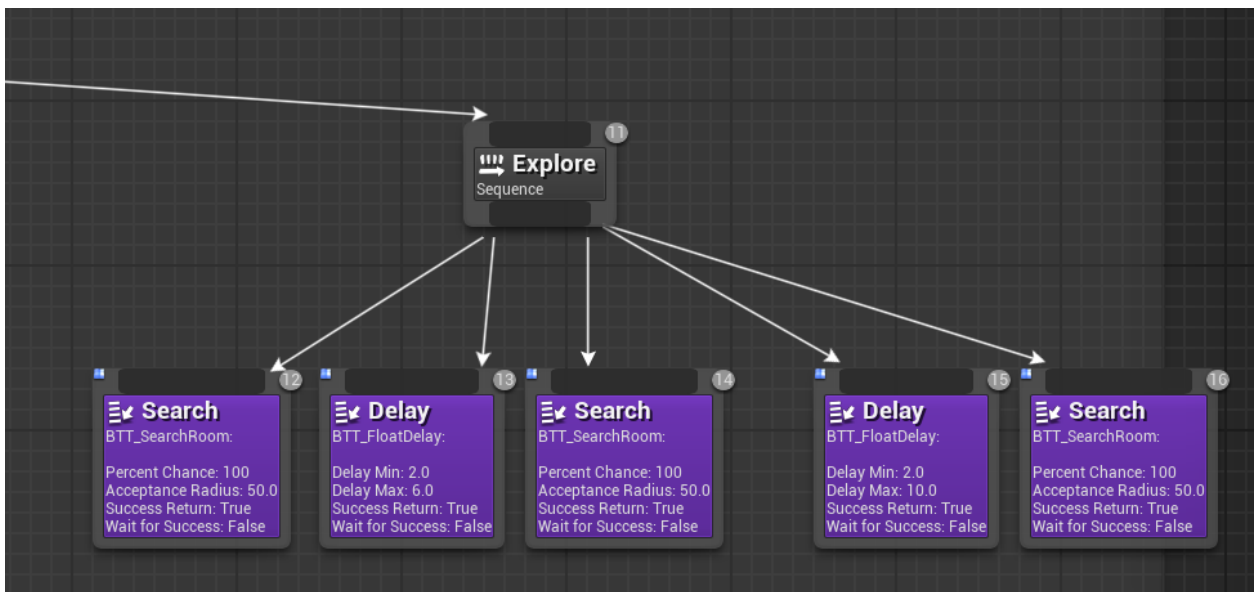 11
Explore
Sequence
12
Search
BTT_SearchRoom:
Percent Chance: 100
Acceptance Radius: 50.0
Success Return: True
Wait for Success: False
13
Delay
BTT_FloatDelay:
Delay Min: 2.0
Delay Max: 6.0
Success Return: True
Wait for Success: False
14
Search
BTT_SearchRoom:
Percent Chance: 100
Acceptance Radius: 50.0
Success Return: True
Wait for Success: False
15
Delay
BTT_FloatDelay:
Delay Min: 2.0
Delay Max: 10.0
Success Return: True
Wait for Success: False
16
Search
BTT_SearchRoom:
Percent Chance: 100
Acceptance Radius: 50.0
Success Return: True
Wait for Success: False